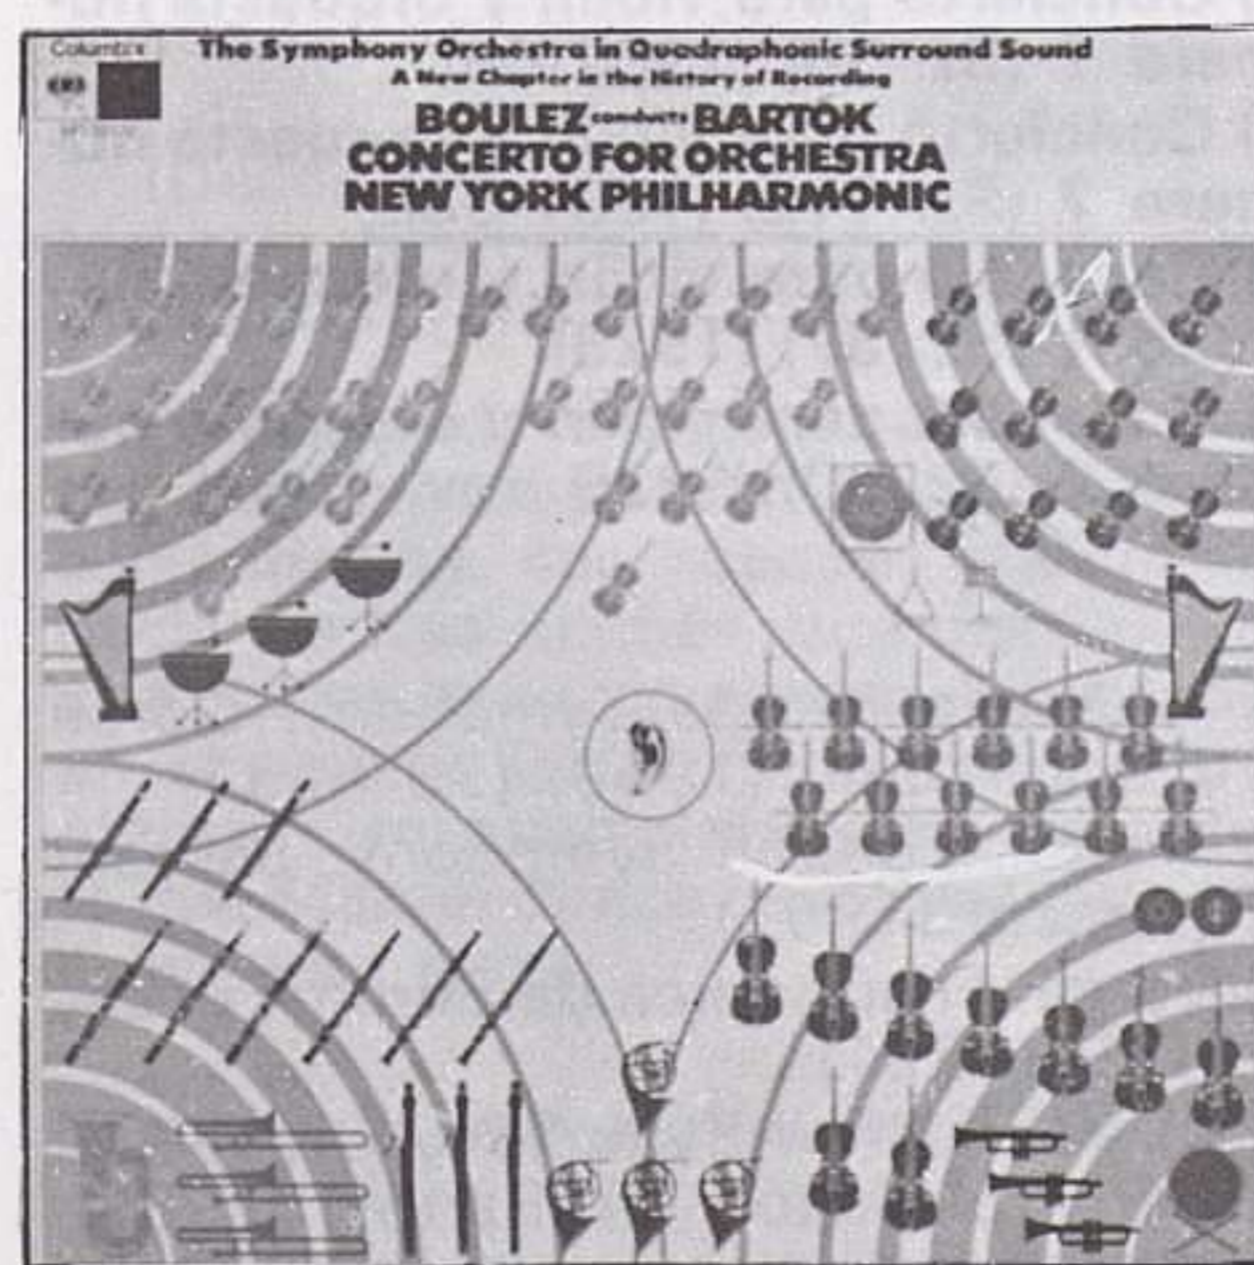 Columbia
The Symphony Orchestra in Quadraphonic Surround Sound
A New Chapter in the History of Recording
CBS
BOULEZ conducts BARTOK
CONCERTO FOR ORCHESTRA
NEW YORK PHILHARMONIC